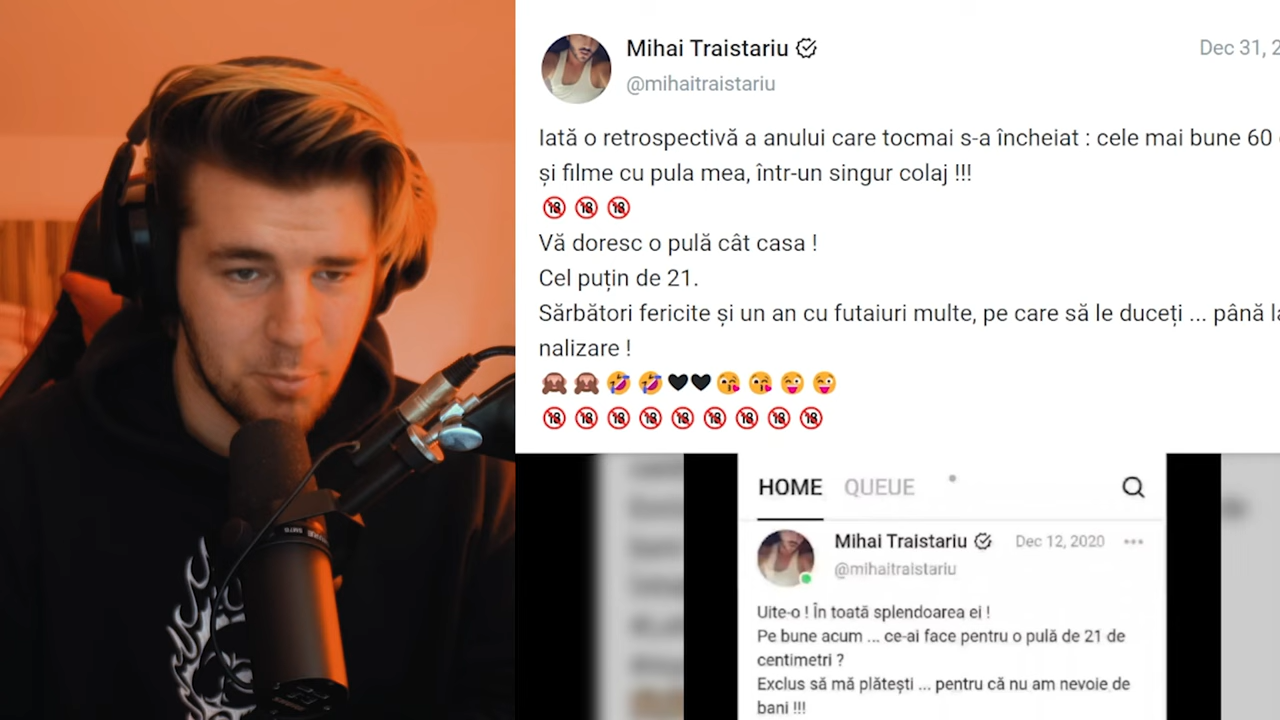 Mihai Traistariu
Dec 31, 2
@mihaitraistariu
Iată o retrospectivă a anului care tocmai s-a încheiat : cele mai bune 60
și filme cu pula mea, într-un singur colaj !!!
🔞 🔞 🔞
Vă doresc o pulă cât casa !
Cel puțin de 21.
Sărbători fericite și un an cu futaiuri multe, pe care să le duceți ... până la
nalizare !
🙈 🙈 🤣 🤣 🖤🖤 😘 😘 😜 😜
🔞 🔞 🔞 🔞 🔞 🔞 🔞 🔞 🔞
HOME QUEUE
Mihai Traistariu
Dec 12, 2020
@mihaitraistariu
Uite-o ! În toată splendoarea ei !
Pe bune acum ... ce-ai face pentru o pulă de 21 de
centimetri ?
Exclus să mă plătești ... pentru că nu am nevoie de
bani !!!